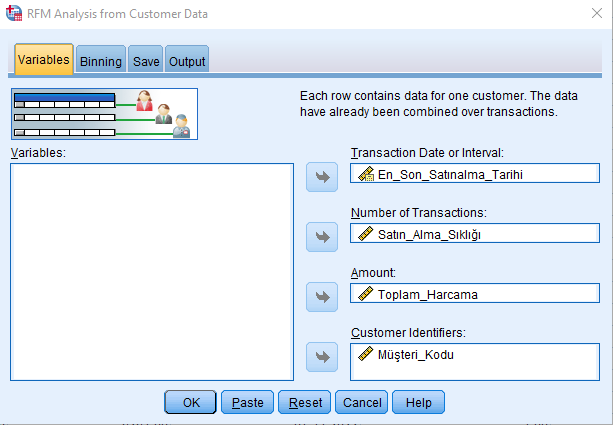 RFM Analysis from Customer Data
Variables Binning Save Output
Each row contains data for one customer. The data
have already been combined over transactions.
Variables:
Transaction Date or Interval:
En_Son_Satınalma_Tarihi
Number of Transactions:
Satın_Alma_Sıklığı
Amount:
Toplam_Harcama
Customer Identifiers:
Müşteri_Kodu
OK Paste Reset Cancel Help